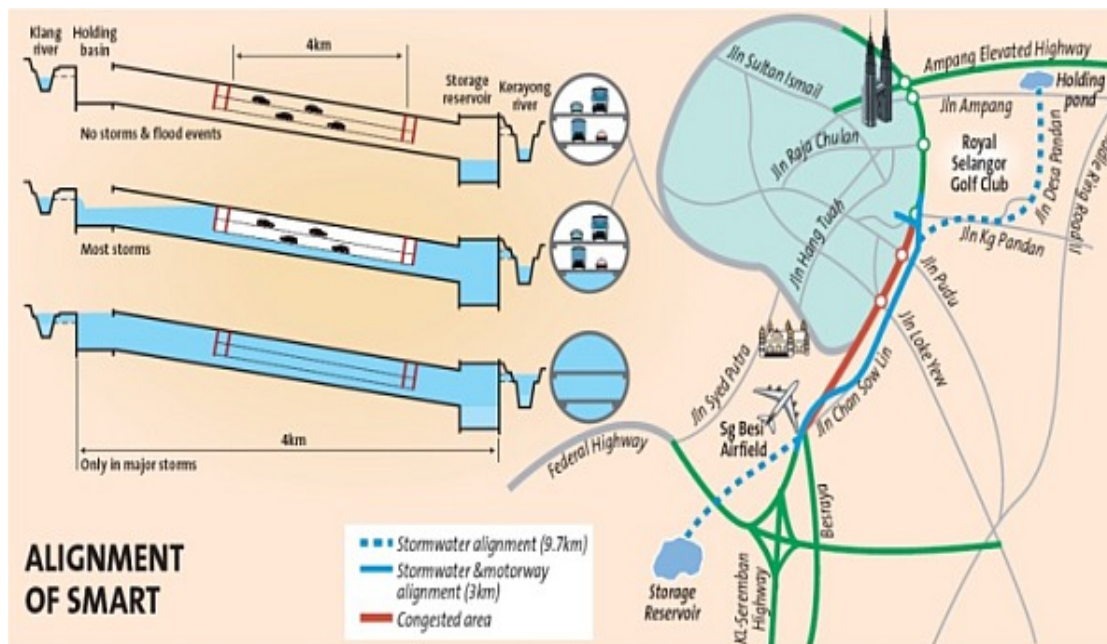 Klang
river
Holding
basin
4km
Storage
reservoir
Kerayong
river
No storms & flood events
Most storms
4km
Only in major storms
ALIGNMENT
OF SMART
Stormwater alignment (9.7km)
Stormwater &motorway
alignment (3km)
Congested area
Jln Sultan Ismail
Ampang Elevated Highway
Holding
pond
Jln Ampang
Jln Raja Chulan
Royal
Selangor
Golf Club
Jln Desa Pandan
Ring Road II
Jln Hang Tuah
Jln Kg Pandan
Jln Pudu
Jln Loke Yew
Jln Syed Putra
Jln Chan Sow Lin
Sg Besi
Airfield
Federal Highway
Besraya
Storage
Reservoir
KL-Seremban
Highway